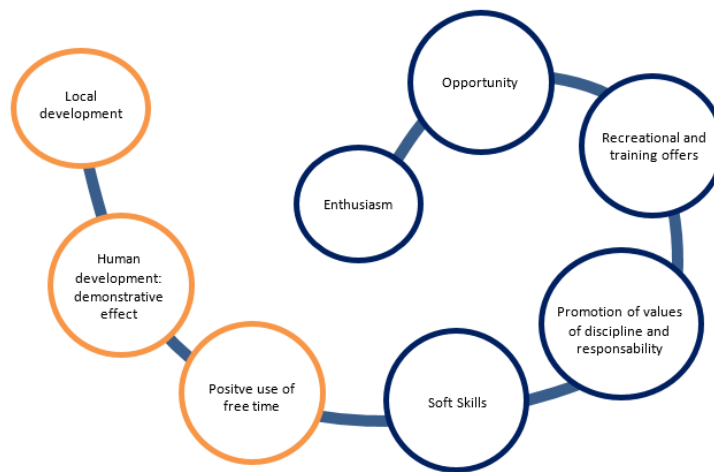 Local
development
Opportunity
Recreational and
training offers
Enthusiasm
Human
development:
demonstrative
effect
Promotion of values
of discipline and
responsability
Positve use of
free time
Soft Skills